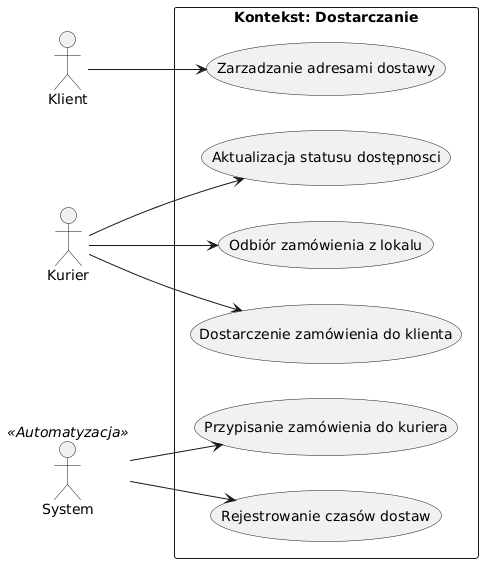 Kontekst: Dostarczanie
Klient
Zarzadzanie adresami dostawy
Aktualizacja statusu dostępnosci
Kurier
Odbiór zamówienia z lokalu
Dostarczenie zamówienia do klienta
«Automatyzacja»
System
Przypisanie zamówienia do kuriera
Rejestrowanie czasów dostaw